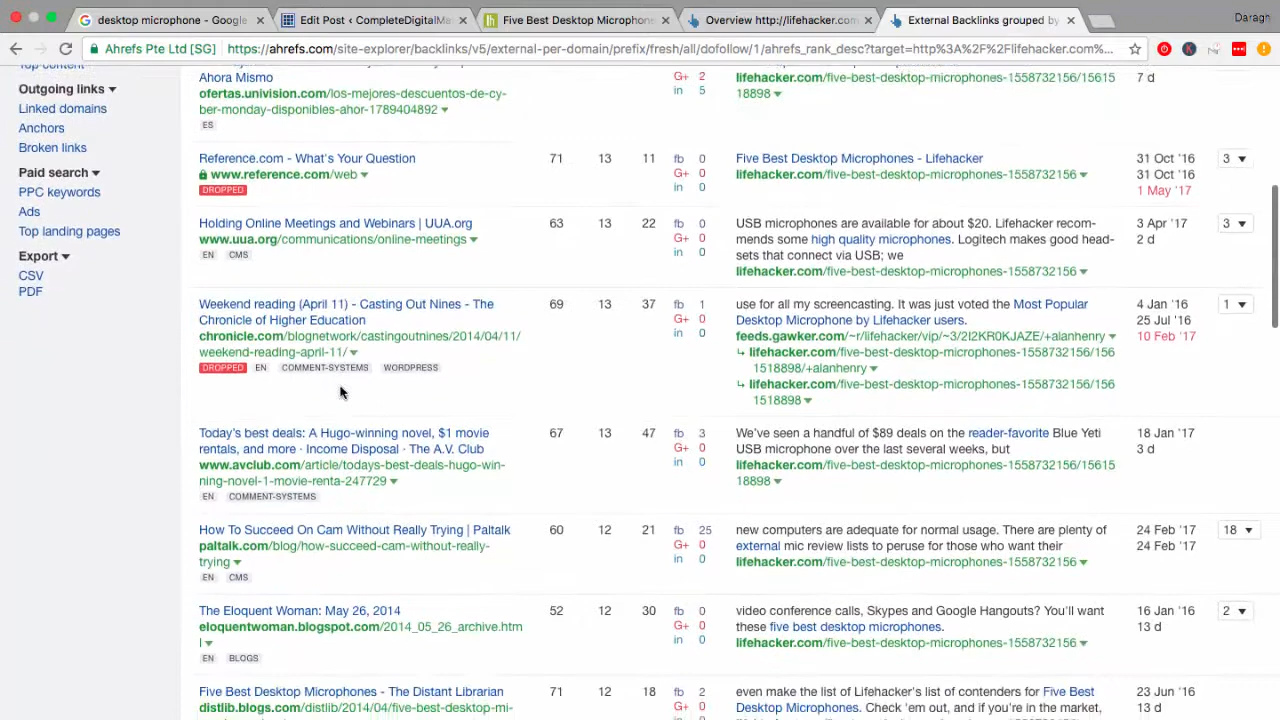 desktop microphone - Google
Edit Post ‹ CompleteDigitalMa
Five Best Desktop Microphone
Overview http://lifehacker.com
External Backlinks grouped by
Daragh
Ahrefs Pte Ltd [SG]
https://ahrefs.com/site-explorer/backlinks/v5/external-per-domain/prefix/fresh/all/dofollow/1/ahrefs_rank_desc?target=http%3A%2F%2Flifehacker.com%...
Top content
Outgoing links
Linked domains
Anchors
Broken links
Paid search
PPC keywords
Ads
Top landing pages
Export
CSV
PDF
Ahora Mismo
ofertas.univision.com/los-mejores-descuentos-de-cy-
ber-monday-disponibles-ahor-1789404892
ES
G+ 2
in 5
lifehacker.com/five-best-desktop-microphones-1558732156/15615
18898
7 d
Reference.com - What's Your Question
www.reference.com/web
DROPPED
71 13 11
fb 0
G+ 0
in 0
Five Best Desktop Microphones - Lifehacker
lifehacker.com/five-best-desktop-microphones-1558732156
31 Oct '16
31 Oct '16
1 May '17
3
Holding Online Meetings and Webinars | UUA.org
www.uua.org/communications/online-meetings
EN CMS
63 13 22
fb 0
G+ 0
in 0
USB microphones are available for about $20. Lifehacker recom-
mends some high quality microphones. Logitech makes good head-
sets that connect via USB; we
lifehacker.com/five-best-desktop-microphones-1558732156
3 Apr '17
2 d
3
Weekend reading (April 11) - Casting Out Nines - The
Chronicle of Higher Education
chronicle.com/blognetwork/castingoutnines/2014/04/11/
weekend-reading-april-11/
DROPPED EN COMMENT-SYSTEMS WORDPRESS
69 13 37
fb 1
G+ 0
in 0
use for all my screencasting. It was just voted the Most Popular
Desktop Microphone by Lifehacker users.
feeds.gawker.com/~r/lifehacker/vip/~3/2I2KR0KJAZE/+alanhenry
↳ lifehacker.com/five-best-desktop-microphones-1558732156/156
1518898/+alanhenry
↳ lifehacker.com/five-best-desktop-microphones-1558732156/156
1518898
4 Jan '16
25 Jul '16
10 Feb '17
1
Today's best deals: A Hugo-winning novel, $1 movie
rentals, and more · Income Disposal · The A.V. Club
www.avclub.com/article/todays-best-deals-hugo-win-
ning-novel-1-movie-renta-247729
EN COMMENT-SYSTEMS
67 13 47
fb 3
G+ 0
in 0
We've seen a handful of $89 deals on the reader-favorite Blue Yeti
USB microphone over the last several weeks, but
lifehacker.com/five-best-desktop-microphones-1558732156/15615
18898
18 Jan '17
3 d
How To Succeed On Cam Without Really Trying | Paltalk
paltalk.com/blog/how-succeed-cam-without-really-
trying
EN CMS
60 12 21
fb 25
G+ 0
in 0
new computers are adequate for normal usage. There are plenty of
external mic review lists to peruse for those who want their
lifehacker.com/five-best-desktop-microphones-1558732156
24 Feb '17
24 Feb '17
18
The Eloquent Woman: May 26, 2014
eloquentwoman.blogspot.com/2014_05_26_archive.htm
l
EN BLOGS
52 12 30
fb 0
G+ 0
in 0
video conference calls, Skypes and Google Hangouts? You'll want
these five best desktop microphones.
lifehacker.com/five-best-desktop-microphones-1558732156
16 Jan '16
13 d
2
Five Best Desktop Microphones - The Distant Librarian
distlib.blogs.com/distlib/2014/04/five-best-desktop-mi-
71 12 18
fb 2
G+ 0
even make the list of Lifehacker's list of contenders for Five Best
Desktop Microphones. Check 'em out, and if you're in the market,
23 Jun '16
13 d